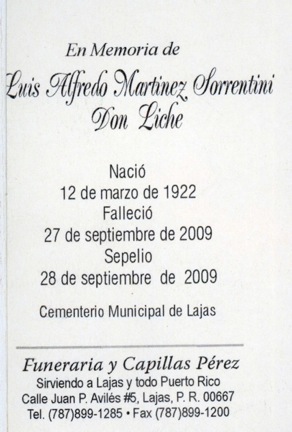 En Memoria de
Luis Alfredo Martinez Sorrentini
Don Liche
Nació
12 de marzo de 1922
Falleció
27 de septiembre de 2009
Sepelio
28 de septiembre de 2009
Cementerio Municipal de Lajas
Funeraria y Capillas Pérez
Sirviendo a Lajas y todo Puerto Rico
Calle Juan P. Avilés #5, Lajas, P. R. 00667
Tel. (787)899-1285 • Fax (787)899-1200